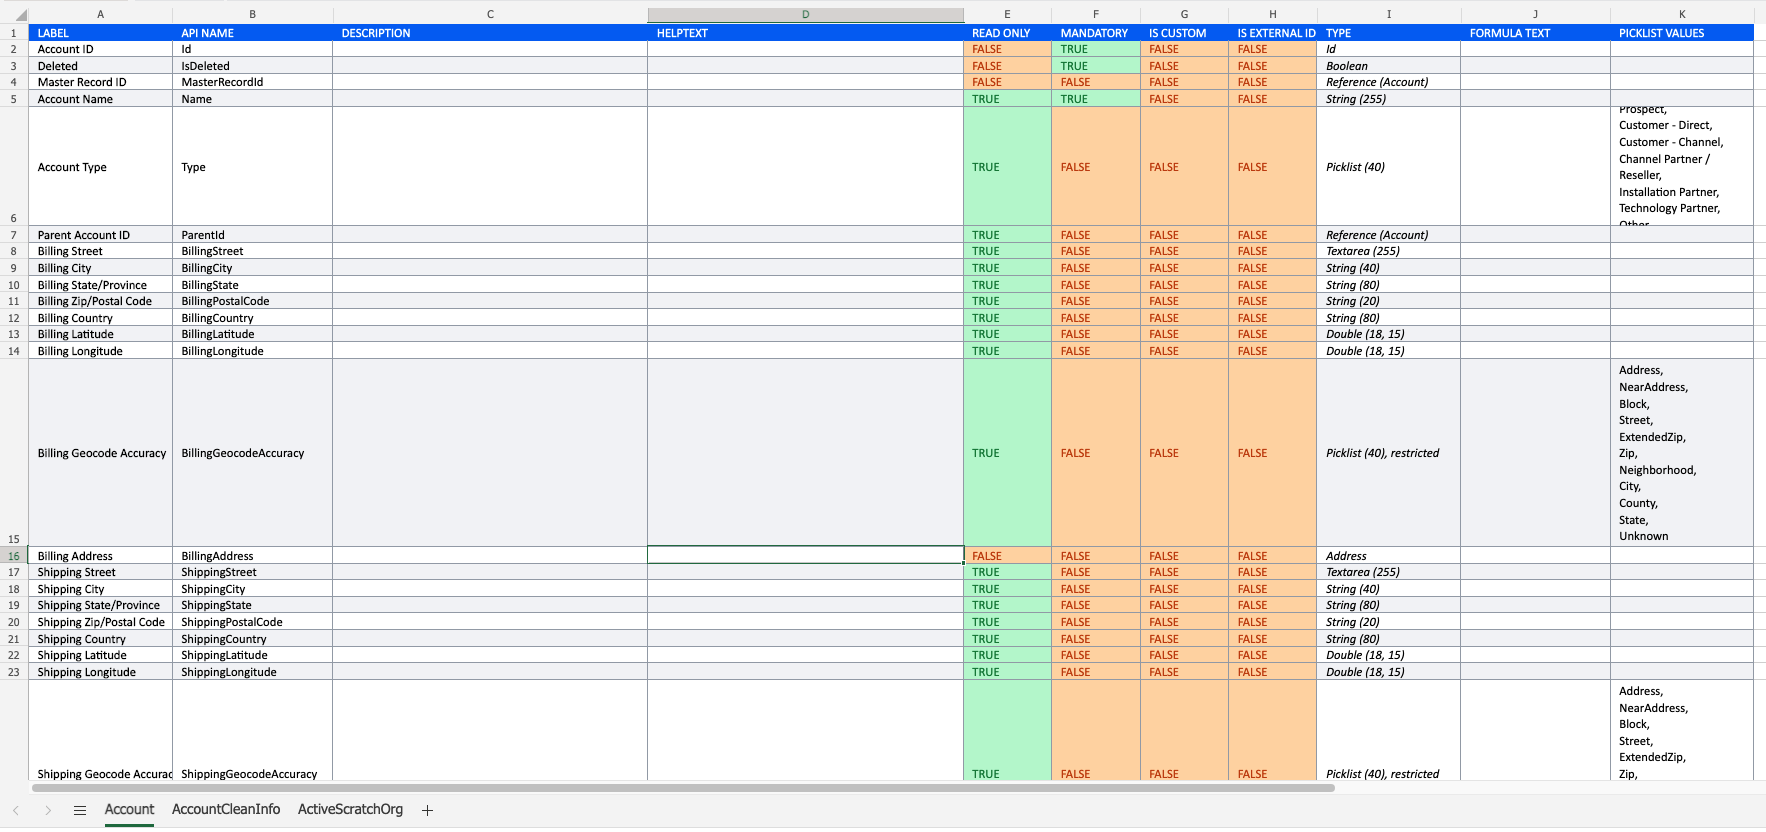 A B C D E F G H I J K
1 LABEL API NAME DESCRIPTION HELPTEXT READ ONLY MANDATORY IS CUSTOM IS EXTERNAL ID TYPE FORMULA TEXT PICKLIST VALUES
2 Account ID Id FALSE TRUE FALSE FALSE Id
3 Deleted IsDeleted FALSE TRUE FALSE FALSE Boolean
4 Master Record ID MasterRecordId FALSE FALSE FALSE FALSE Reference (Account)
5 Account Name Name TRUE TRUE FALSE FALSE String (255)
Prospect,
Customer - Direct,
Customer - Channel,
Channel Partner /
6 Account Type Type TRUE FALSE FALSE FALSE Picklist (40)
Reseller,
Installation Partner,
Technology Partner,
Other
7 Parent Account ID ParentId TRUE FALSE FALSE FALSE Reference (Account)
8 Billing Street BillingStreet TRUE FALSE FALSE FALSE Textarea (255)
9 Billing City BillingCity TRUE FALSE FALSE FALSE String (40)
10 Billing State/Province BillingState TRUE FALSE FALSE FALSE String (80)
11 Billing Zip/Postal Code BillingPostalCode TRUE FALSE FALSE FALSE String (20)
12 Billing Country BillingCountry TRUE FALSE FALSE FALSE String (80)
13 Billing Latitude BillingLatitude TRUE FALSE FALSE FALSE Double (18, 15)
14 Billing Longitude BillingLongitude TRUE FALSE FALSE FALSE Double (18, 15)
Address,
NearAddress,
Block,
Street,
ExtendedZip,
15 Billing Geocode Accuracy BillingGeocodeAccuracy TRUE FALSE FALSE FALSE Picklist (40), restricted Zip,
Neighborhood,
City,
County,
State,
Unknown
16 Billing Address BillingAddress FALSE FALSE FALSE FALSE Address
17 Shipping Street ShippingStreet TRUE FALSE FALSE FALSE Textarea (255)
18 Shipping City ShippingCity TRUE FALSE FALSE FALSE String (40)
19 Shipping State/Province ShippingState TRUE FALSE FALSE FALSE String (80)
20 Shipping Zip/Postal Code ShippingPostalCode TRUE FALSE FALSE FALSE String (20)
21 Shipping Country ShippingCountry TRUE FALSE FALSE FALSE String (80)
22 Shipping Latitude ShippingLatitude TRUE FALSE FALSE FALSE Double (18, 15)
23 Shipping Longitude ShippingLongitude TRUE FALSE FALSE FALSE Double (18, 15)
Address,
NearAddress,
Block,
Street,
ExtendedZip,
Shipping Geocode Accurac ShippingGeocodeAccuracy TRUE FALSE FALSE FALSE Picklist (40), restricted Zip,
Account AccountCleanInfo ActiveScratchOrg +